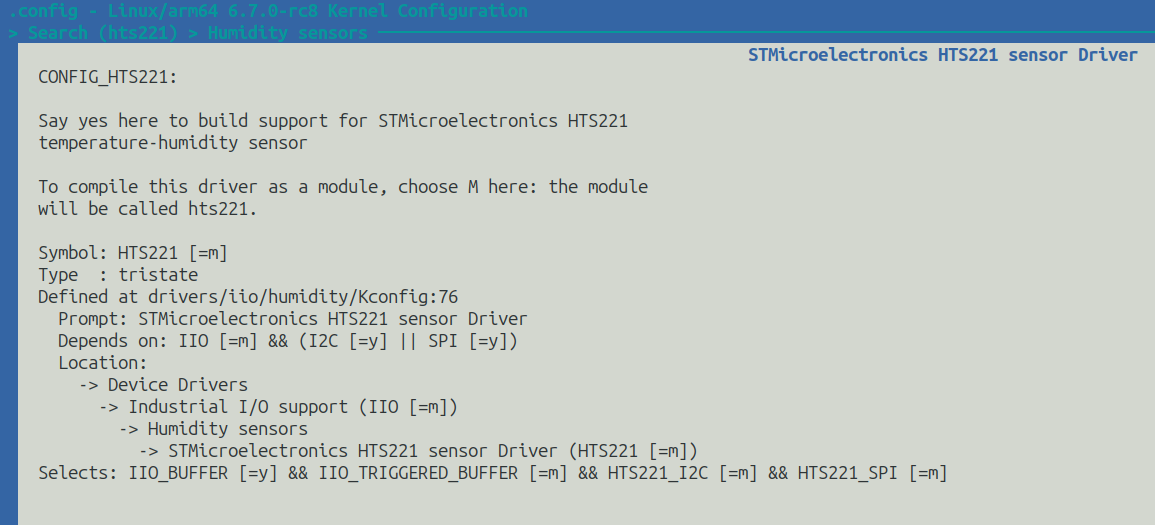 .config - Linux/arm64 6.7.0-rc8 Kernel Configuration
> Search (hts221) > Humidity sensors
STMicroelectronics HTS221 sensor Driver
CONFIG_HTS221:
Say yes here to build support for STMicroelectronics HTS221
temperature-humidity sensor
To compile this driver as a module, choose M here: the module
will be called hts221.
Symbol: HTS221 [=m]
Type  : tristate
Defined at drivers/iio/humidity/Kconfig:76
Prompt: STMicroelectronics HTS221 sensor Driver
Depends on: IIO [=m] && (I2C [=y] || SPI [=y])
Location:
-> Device Drivers
-> Industrial I/O support (IIO [=m])
-> Humidity sensors
-> STMicroelectronics HTS221 sensor Driver (HTS221 [=m])
Selects: IIO_BUFFER [=y] && IIO_TRIGGERED_BUFFER [=m] && HTS221_I2C [=m] && HTS221_SPI [=m]